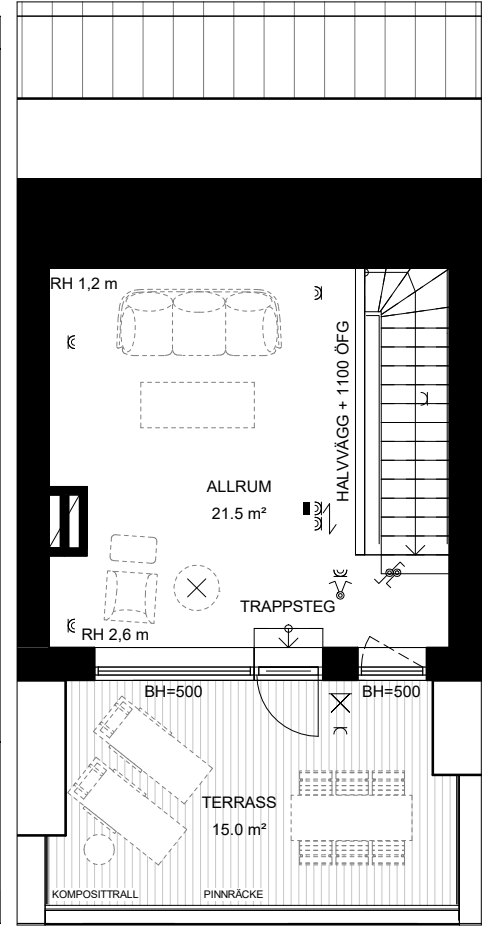 RH 1,2 m
HALVVÄGG + 1100 ÖFG
ALLRUM
21.5 m²
TRAPPSTEG
RH 2,6 m
BH=500
BH=500
TERRASS
15.0 m²
KOMPOSITTRALL
PINNRÄCKE